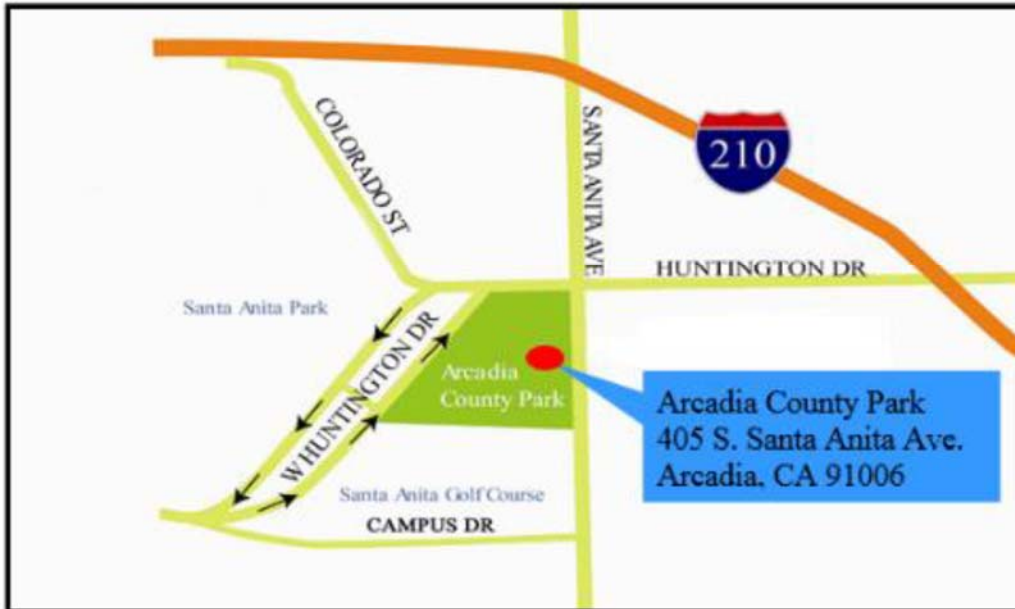 COLORADO ST
SANTA ANITA AVE
210
HUNTINGTON DR
Santa Anita Park
W HUNTINGTON DR
Arcadia
County Park
Arcadia County Park
405 S. Santa Anita Ave.
Arcadia, CA 91006
Santa Anita Golf Course
CAMPUS DR